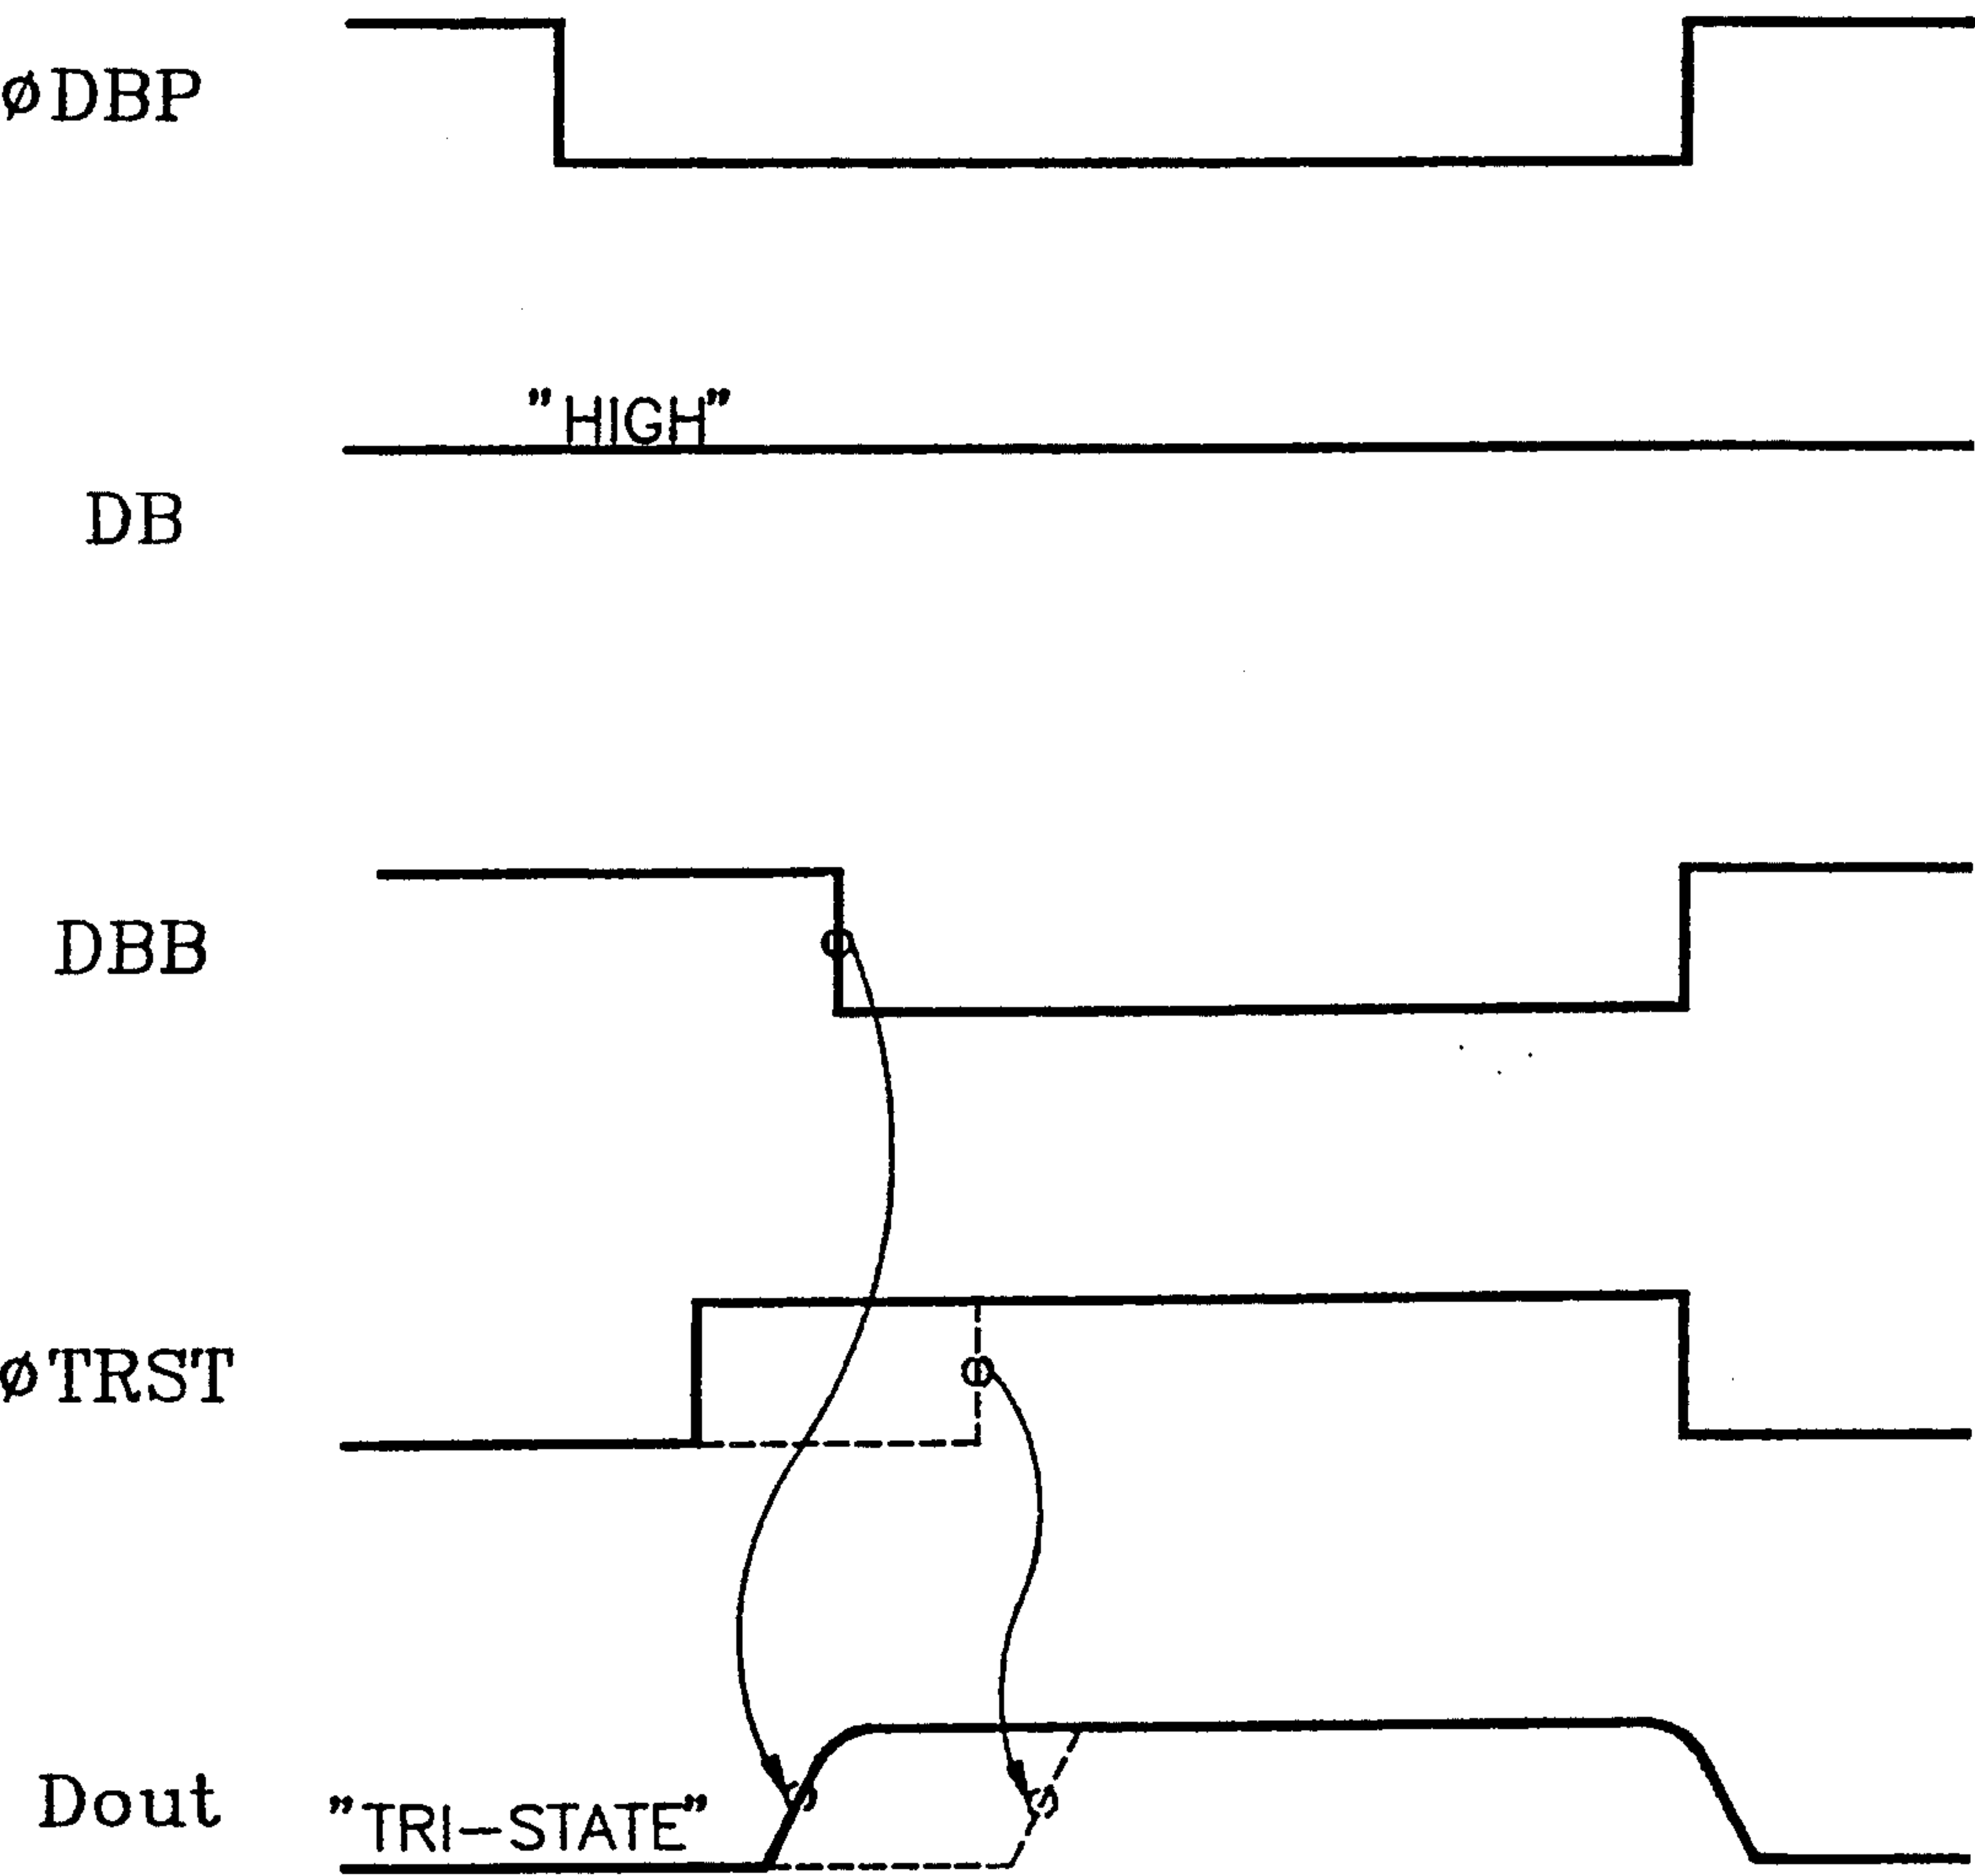 øDBP
"HIGH"
DB
DBB
øTRST
Dout
"TRI-STATE"